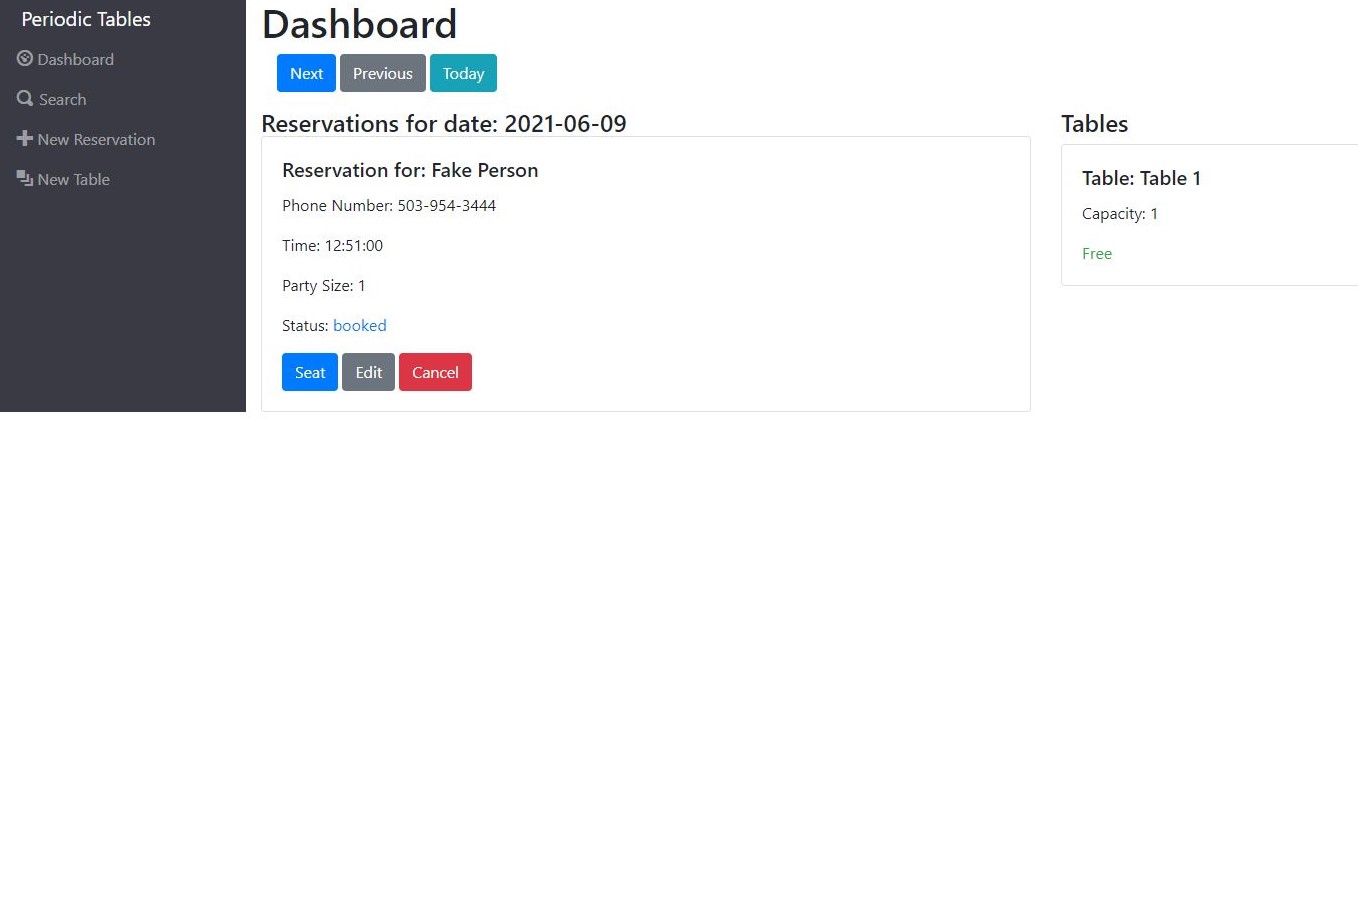 Periodic Tables
Dashboard
Search
New Reservation
New Table
Dashboard
Next Previous Today
Reservations for date: 2021-06-09
Reservation for: Fake Person
Phone Number: 503-954-3444
Time: 12:51:00
Party Size: 1
Status: booked
Seat Edit Cancel
Tables
Table: Table 1
Capacity: 1
Free